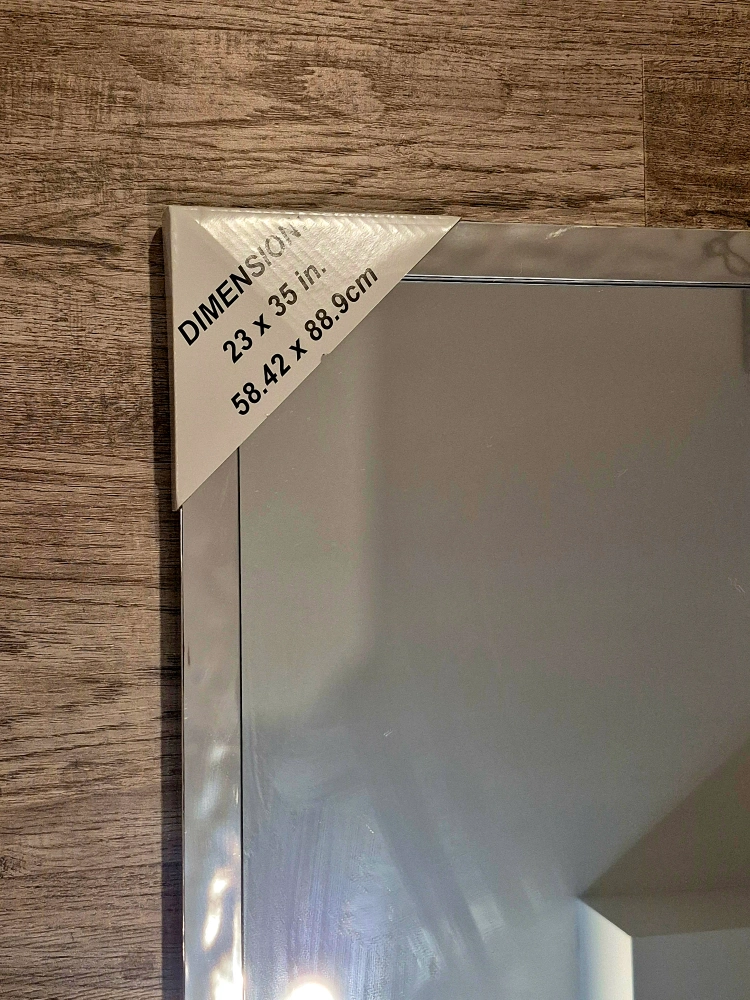 DIMENSION
23 x 35 in.
58.42 x 88.9cm